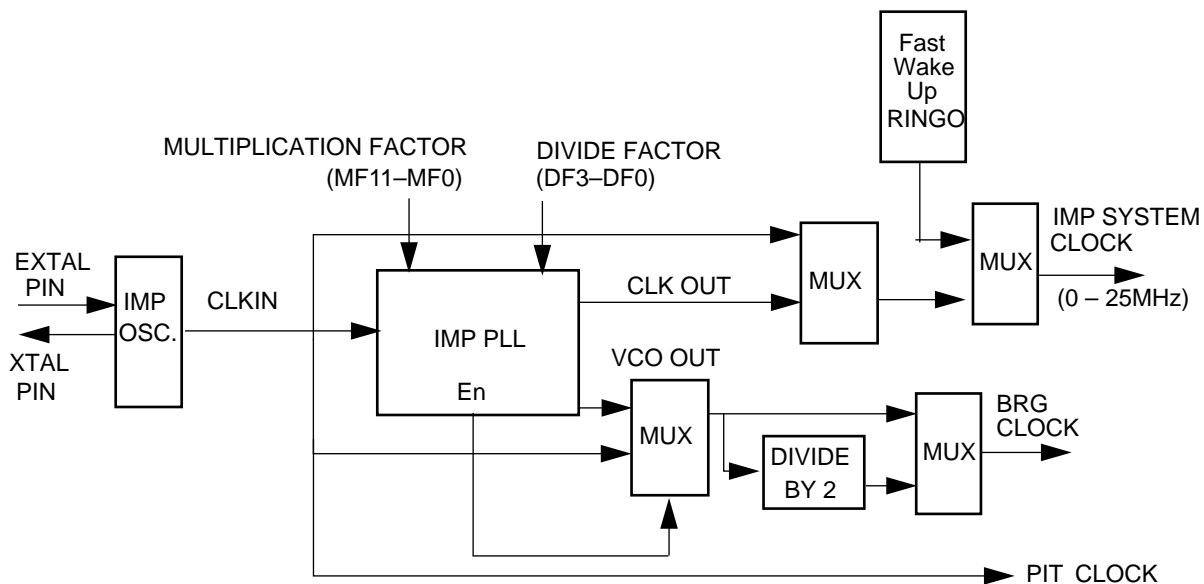 Fast
Wake
Up
RINGO
MULTIPLICATION FACTOR
(MF11–MF0)
DIVIDE FACTOR
(DF3–DF0)
IMP SYSTEM
CLOCK
(0 – 25MHz)
MUX
MUX
EXTAL
PIN
IMP
OSC.
XTAL
PIN
CLKIN
IMP PLL
En
CLK OUT
VCO OUT
MUX
DIVIDE
BY 2
MUX
BRG
CLOCK
PIT CLOCK